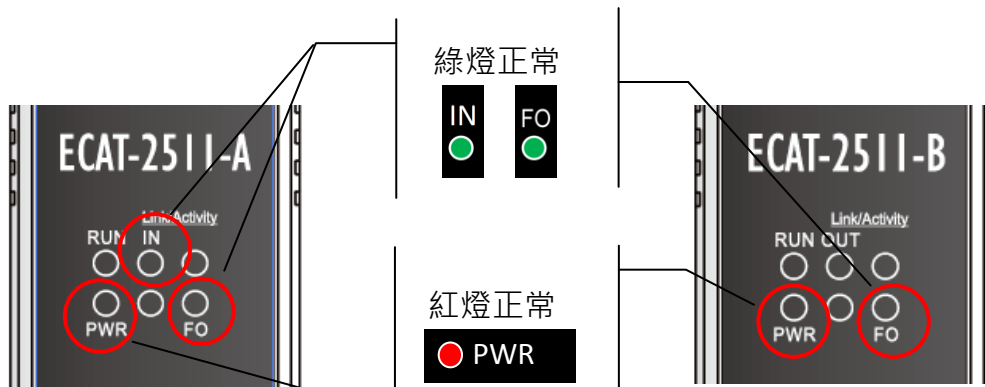 綠燈正常
IN FO
ECAT-2511-A
Link/Activity
RUN IN
PWR FO
紅燈正常
PWR
ECAT-2511-B
Link/Activity
RUN OUT
PWR FO